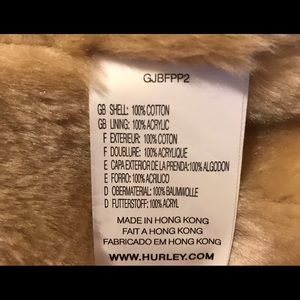 GJBFPP2
GB SHELL: 100% COTTON
GB LINING: 100% ACRYLIC
F EXTERIEUR: 100% COTON
F DOUBLURE: 100% ACRYLIQUE
E CAPA EXTERIOR DE LA PRENDA:100% ALGODON
E FORRO: 100% ACRILICO
D OBERMATERIAL: 100% BAUMWOLLE
D FUTTERSTOFF: 100% ACRYL
MADE IN HONG KONG
FAIT A HONG KONG
FABRICADO EM HONG KONG
WWW.HURLEY.COM